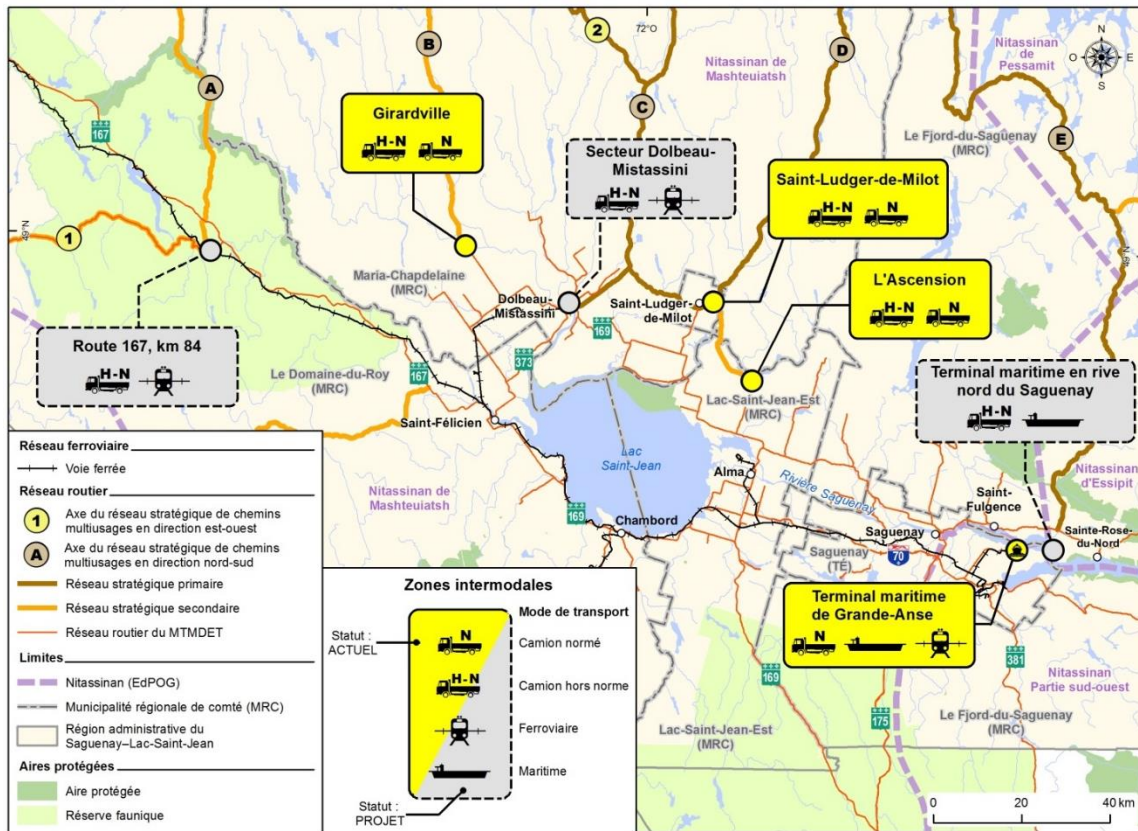 72°O
49°N
49°N
N
O
E
S
A
B
2
D
C
E
1
167
Nitassinan de
Mashteuiatsh
Nitassinan
de
Pessamit
Le Fjord-du-Saguenay
(MRC)
Girardville
H-N N
Secteur Dolbeau-
Mistassini
H-N
Saint-Ludger-de-Milot
H-N N
L'Ascension
H-N N
Maria-Chapdelaine
(MRC)
Dolbeau-
Mistassini
Saint-Ludger-
de-Milot
169
373
Route 167, km 84
H-N
Le Domaine-du-Roy
(MRC)
167
Lac-Saint-Jean-Est
(MRC)
Terminal maritime en rive
nord du Saguenay
H-N
Saint-Félicien
Lac
Saint-Jean
Alma
Rivière Saguenay
Nitassinan
d'Essipit
Saint-
Fulgence
Sainte-Rose-
du-Nord
Nitassinan de
Mashteuiatsh
169
Chambord
Saguenay
Saguenay
(TÉ)
70
Terminal maritime
de Grande-Anse
N
381
169
175
Nitassinan
Partie sud-ouest
Lac-Saint-Jean-Est
(MRC)
Le Fjord-du-Saguenay
(MRC)
Réseau ferroviaire
Voie ferrée
Réseau routier
1 Axe du réseau stratégique de chemins
multiusages en direction est-ouest
A Axe du réseau stratégique de chemins
multiusages en direction nord-sud
Réseau stratégique primaire
Réseau stratégique secondaire
Réseau routier du MTMDET
Limites
Nitassinan (EdPOG)
Municipalité régionale de comté (MRC)
Région administrative du
Saguenay–Lac-Saint-Jean
Aires protégées
Aire protégée
Réserve faunique
Zones intermodales
Mode de transport
Statut :
ACTUEL
N Camion normé
H-N Camion hors norme
Ferroviaire
Maritime
Statut :
PROJET
0 20 40 km